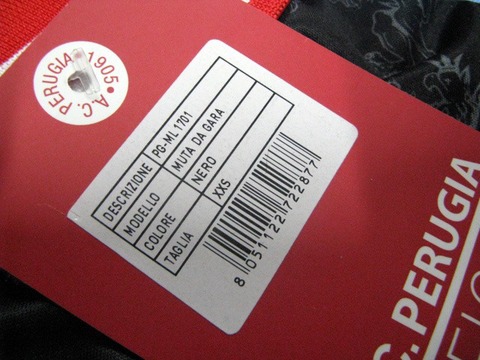 A.C. PERUGIA 1905
DESCRIZIONE PG-ML 1701
MODELLO MUTA DA GARA
COLORE NERO
TAGLIA XXS
8 051122 722877
C. PERUGIA